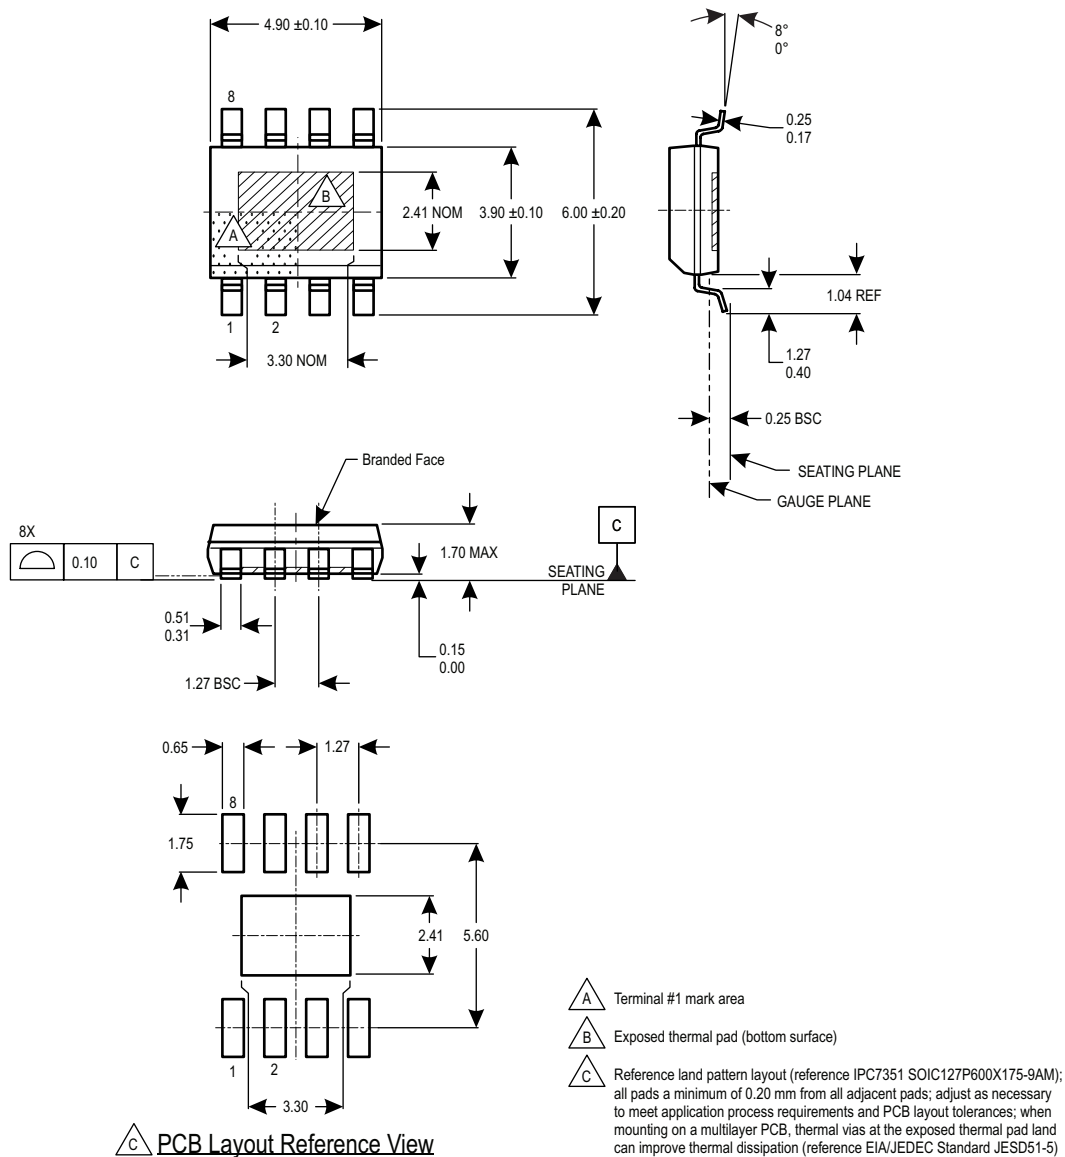 4.90 ±0.10
8°
0°
8
0.25
0.17
B
A
2.41 NOM
3.90 ±0.10
6.00 ±0.20
1.04 REF
1
2
3.30 NOM
1.27
0.40
0.25 BSC
SEATING PLANE
GAUGE PLANE
Branded Face
8X
0.10
C
1.70 MAX
C
SEATING
PLANE
0.51
0.31
0.15
0.00
1.27 BSC
0.65
1.27
8
1.75
2.41
5.60
1
2
3.30
C PCB Layout Reference View
A Terminal #1 mark area
B Exposed thermal pad (bottom surface)
C Reference land pattern layout (reference IPC7351 SOIC127P600X175-9AM);
all pads a minimum of 0.20 mm from all adjacent pads; adjust as necessary
to meet application process requirements and PCB layout tolerances; when
mounting on a multilayer PCB, thermal vias at the exposed thermal pad land
can improve thermal dissipation (reference EIA/JEDEC Standard JESD51-5)